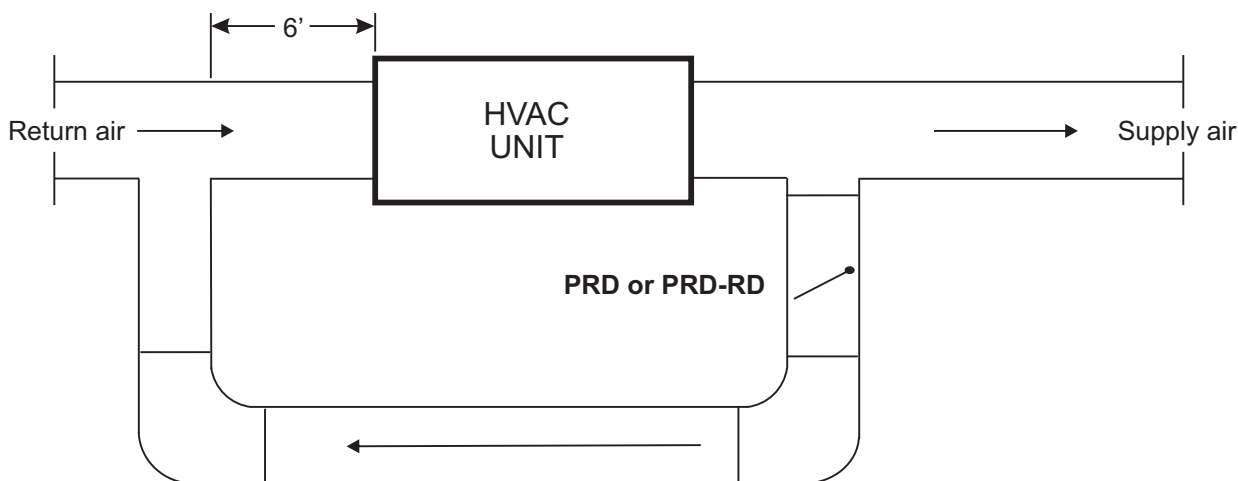 6’
HVAC
UNIT
Return air
Supply air
PRD or PRD-RD